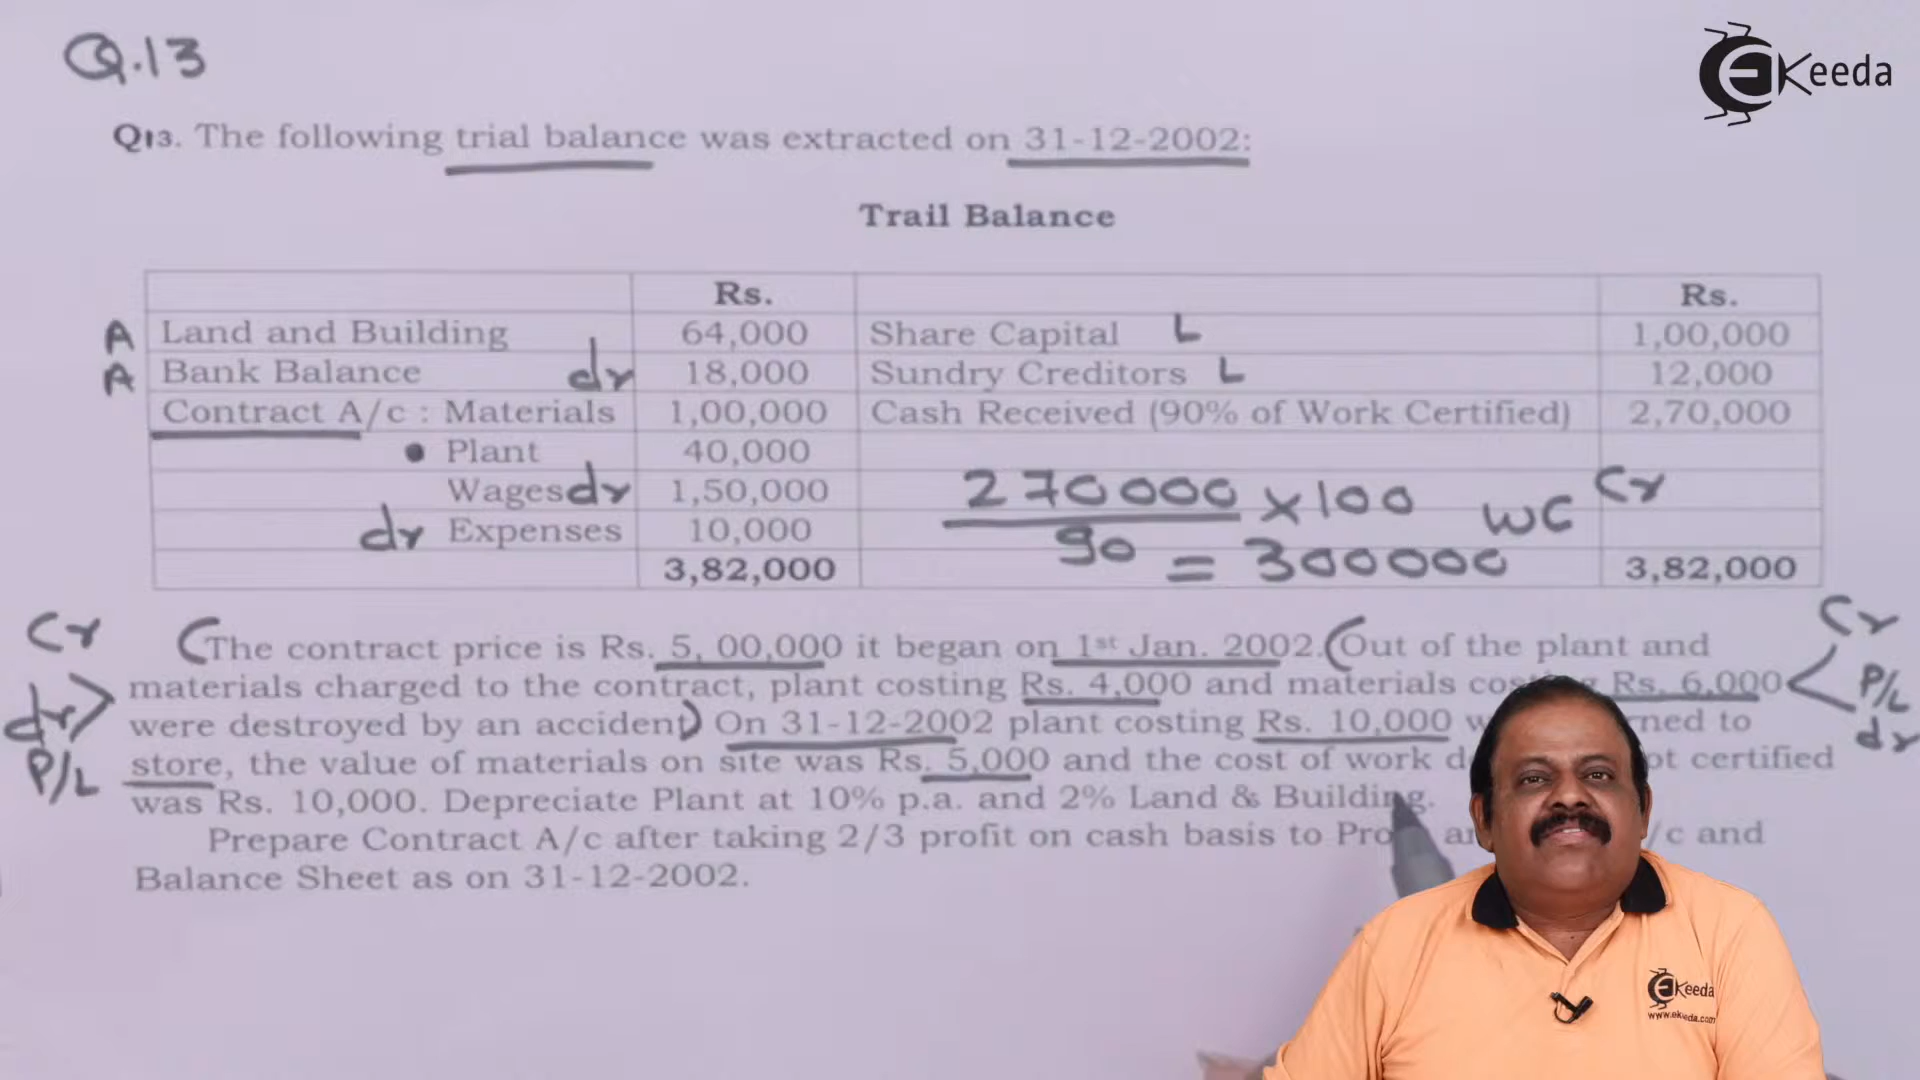 Q.13
EKeeda
Q13. The following trial balance was extracted on 31-12-2002:
Trail Balance
Rs. Rs.
A Land and Building 64,000 Share Capital L 1,00,000
A Bank Balance dr 18,000 Sundry Creditors L 12,000
Contract A/c : Materials 1,00,000 Cash Received (90% of Work Certified) 2,70,000
Plant 40,000
Wages dr 1,50,000 270000 x 100 WC Cr
dr Expenses 10,000 90 = 300000
3,82,000 3,82,000
Cr (The contract price is Rs. 5, 00,000 it began on 1st Jan. 2002. (Out of the plant and Cr
materials charged to the contract, plant costing Rs. 4,000 and materials Rs. 6,000 P/L
dr were destroyed by an accident) On 31-12-2002 plant costing Rs. 10,000 to dr
P/L store, the value of materials on site was Rs. 5,000 and the cost of work certified
was Rs. 10,000. Depreciate Plant at 10% p.a. and 2% Land & Building.
Prepare Contract A/c after taking 2/3 profit on cash basis to /c and
Balance Sheet as on 31-12-2002.
EKeeda
www.ekeeda.com